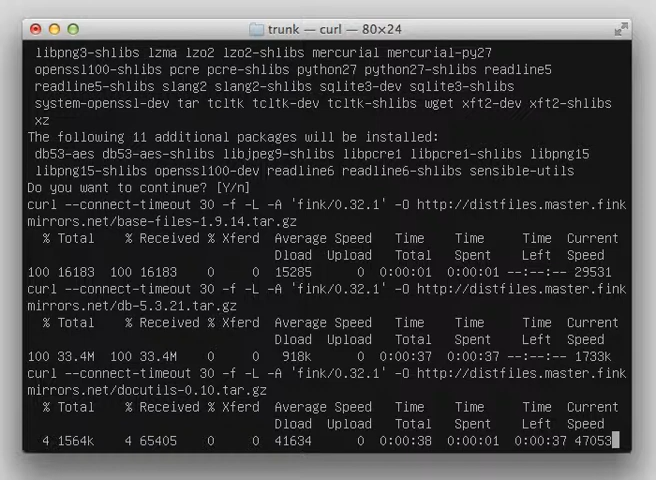 trunk — curl — 80×24
libpng3-shlibs lzma lzo2 lzo2-shlibs mercurial mercurial-py27
openssl100-shlibs pcre pcre-shlibs python27 python27-shlibs readline5
readline5-shlibs slang2 slang2-shlibs sqlite3-dev sqlite3-shlibs
system-openssl-dev tar tcltk tcltk-dev tcltk-shlibs wget xft2-dev xft2-shlibs
xz
The following 11 additional packages will be installed:
db53-aes db53-aes-shlibs libjpeg9-shlibs libpcre1 libpcre1-shlibs libpng15
libpng15-shlibs openssl100-dev readline6 readline6-shlibs sensible-utils
Do you want to continue? [Y/n]
curl --connect-timeout 30 -f -L -A 'fink/0.32.1' -O http://distfiles.master.fink
mirrors.net/base-files-1.9.14.tar.gz
% Total % Received % Xferd Average Speed Time Time Time Current
Dload Upload Total Spent Left Speed
100 16183 100 16183 0 0 15285 0 0:00:01 0:00:01 --:--:-- 29531
curl --connect-timeout 30 -f -L -A 'fink/0.32.1' -O http://distfiles.master.fink
mirrors.net/db-5.3.21.tar.gz
% Total % Received % Xferd Average Speed Time Time Time Current
Dload Upload Total Spent Left Speed
100 33.4M 100 33.4M 0 0 918k 0 0:00:37 0:00:37 --:--:-- 1733k
curl --connect-timeout 30 -f -L -A 'fink/0.32.1' -O http://distfiles.master.fink
mirrors.net/docutils-0.10.tar.gz
% Total % Received % Xferd Average Speed Time Time Time Current
Dload Upload Total Spent Left Speed
4 1564k 4 65405 0 0 41634 0 0:00:38 0:00:01 0:00:37 47053